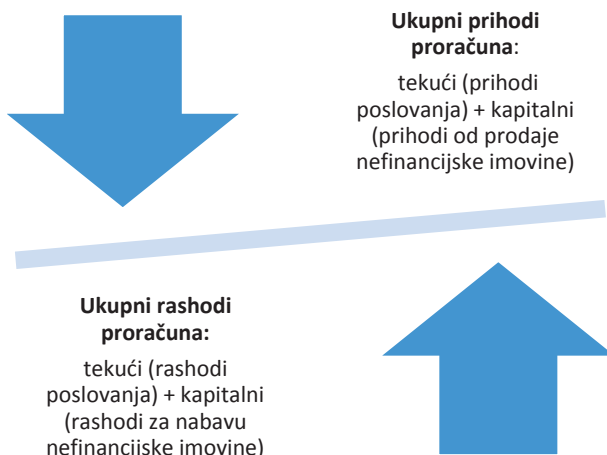 Ukupni prihodi
proračuna:
tekući (prihodi
poslovanja) + kapitalni
(prihodi od prodaje
nefinancijske imovine)
Ukupni rashodi
proračuna:
tekući (rashodi
poslovanja) + kapitalni
(rashodi za nabavu
nefinancijske imovine)